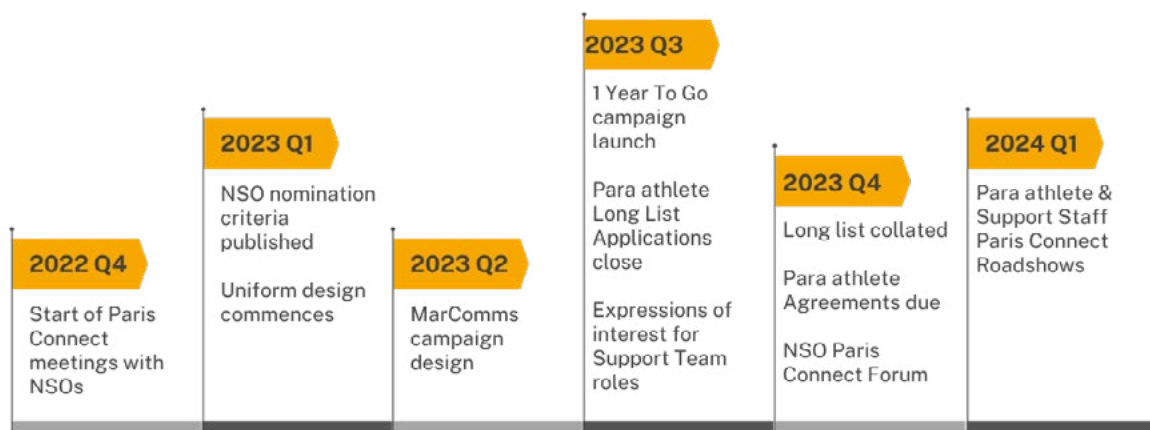 2022 Q4
Start of Paris
Connect
meetings with
NSOs
2023 Q1
NSO nomination
criteria
published
Uniform design
commences
2023 Q2
MarComms
campaign
design
2023 Q3
1 Year To Go
campaign
launch
Para athlete
Long List
Applications
close
Expressions of
interest for
Support Team
roles
2023 Q4
Long list collated
Para athlete
Agreements due
NSO Paris
Connect Forum
2024 Q1
Para athlete &
Support Staff
Paris Connect
Roadshows